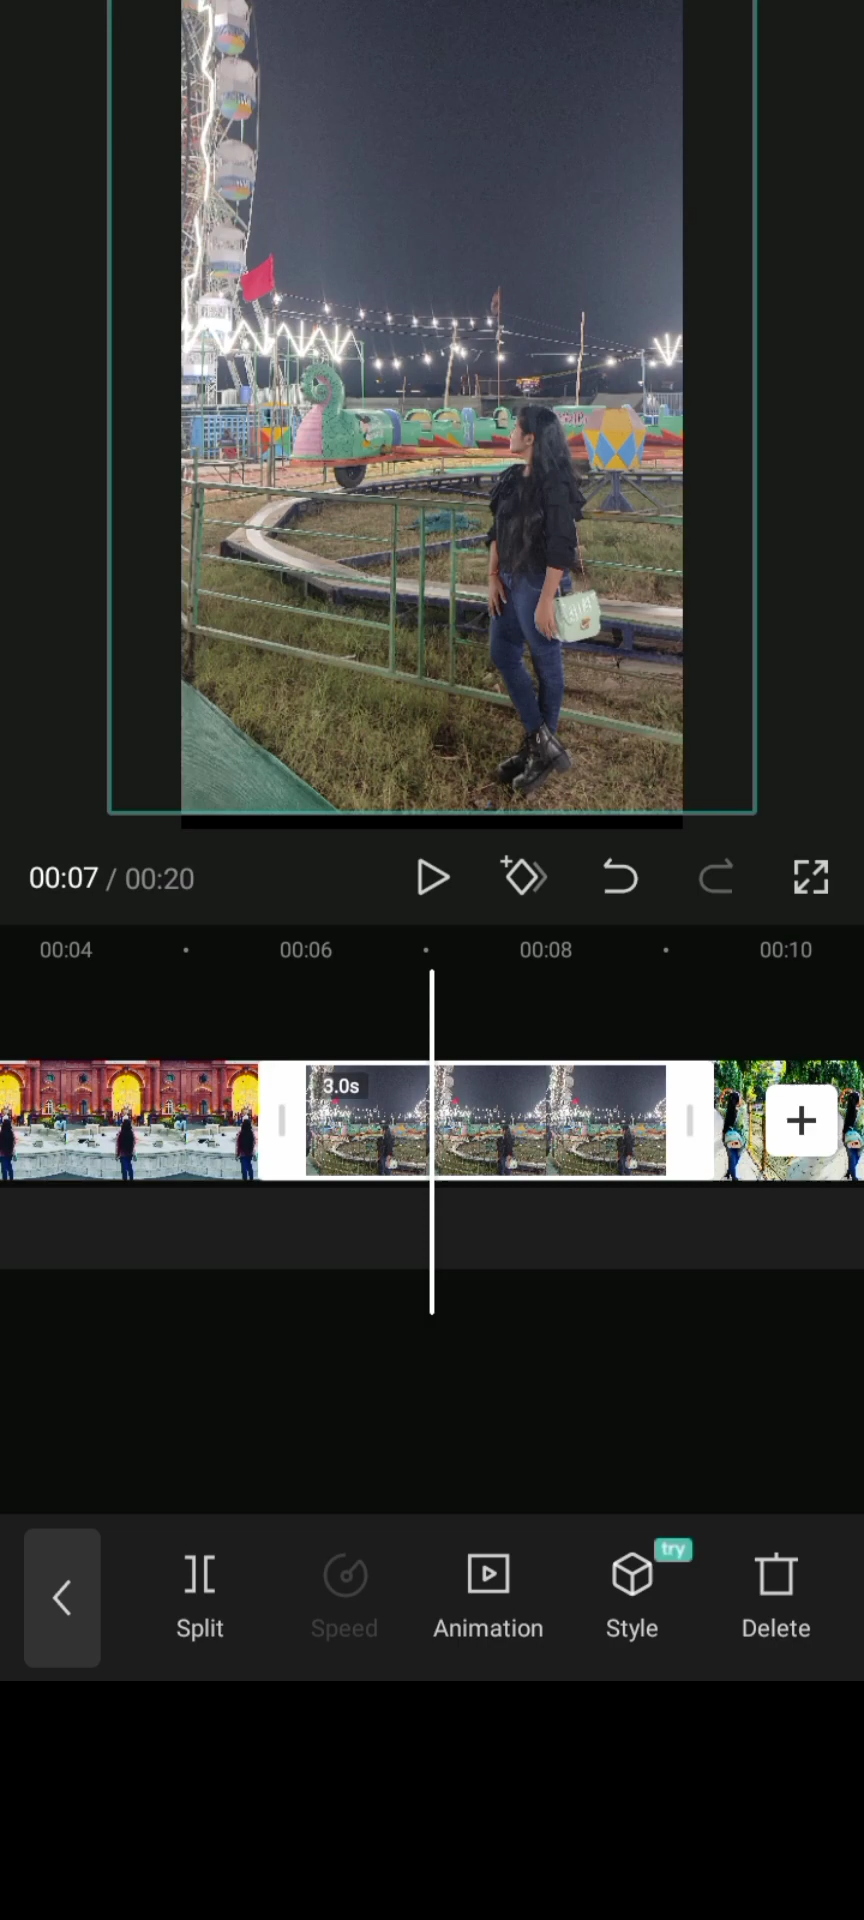 00:07 / 00:20
00:04 • 00:06 • 00:08 • 00:10
3.0s
try
Split Speed Animation Style Delete